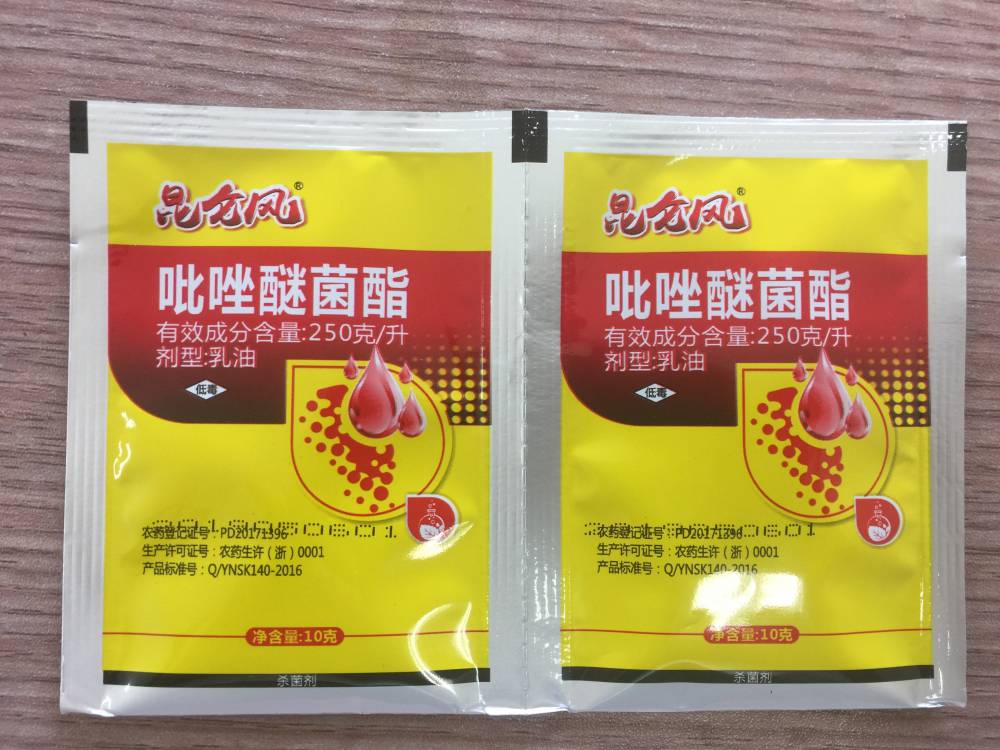 昆仑风®
吡唑醚菌酯
有效成分含量:250克/升
剂型:乳油
低毒
农药登记证号:PD20171396
生产许可证号:农药生许(浙)0001
产品标准号:Q/YNSK140-2016
净含量:10克
杀菌剂
昆仑风®
吡唑醚菌酯
有效成分含量:250克/升
剂型:乳油
低毒
农药登记证号:PD20171396
生产许可证号:农药生许(浙)0001
产品标准号:Q/YNSK140-2016
净含量:10克
杀菌剂